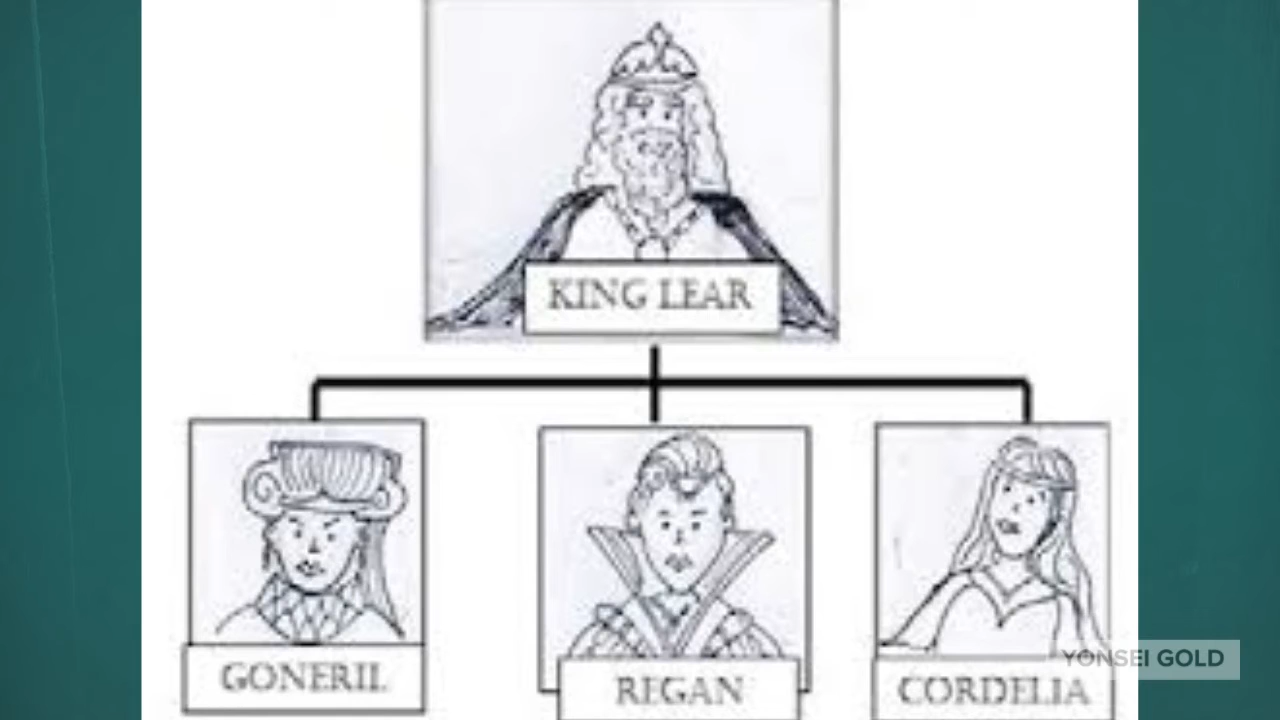 KING LEAR
GONERIL
REGAN
CORDELIA
YONSEI GOLD